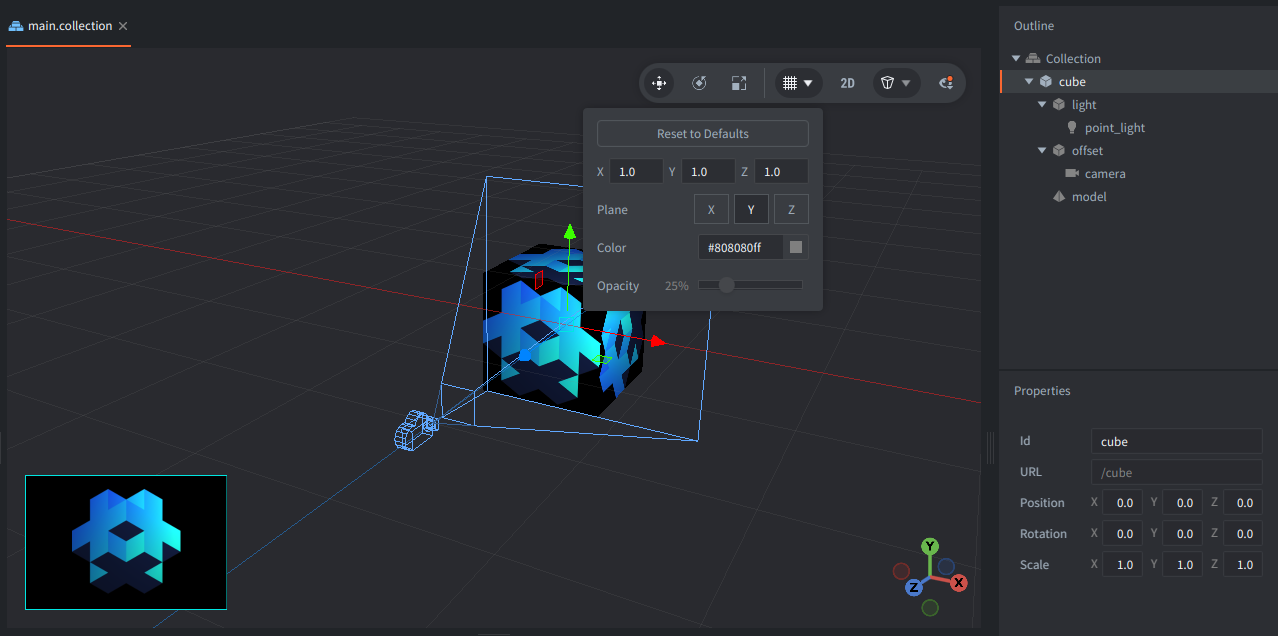 main.collection
2D
Reset to Defaults
X 1.0 Y 1.0 Z 1.0
Plane X Y Z
Color #808080ff
Opacity 25%
Y
X
Z
Outline
Collection
cube
light
point_light
offset
camera
model
Properties
Id cube
URL /cube
Position X 0.0 Y 0.0 Z 0.0
Rotation X 0.0 Y 0.0 Z 0.0
Scale X 1.0 Y 1.0 Z 1.0